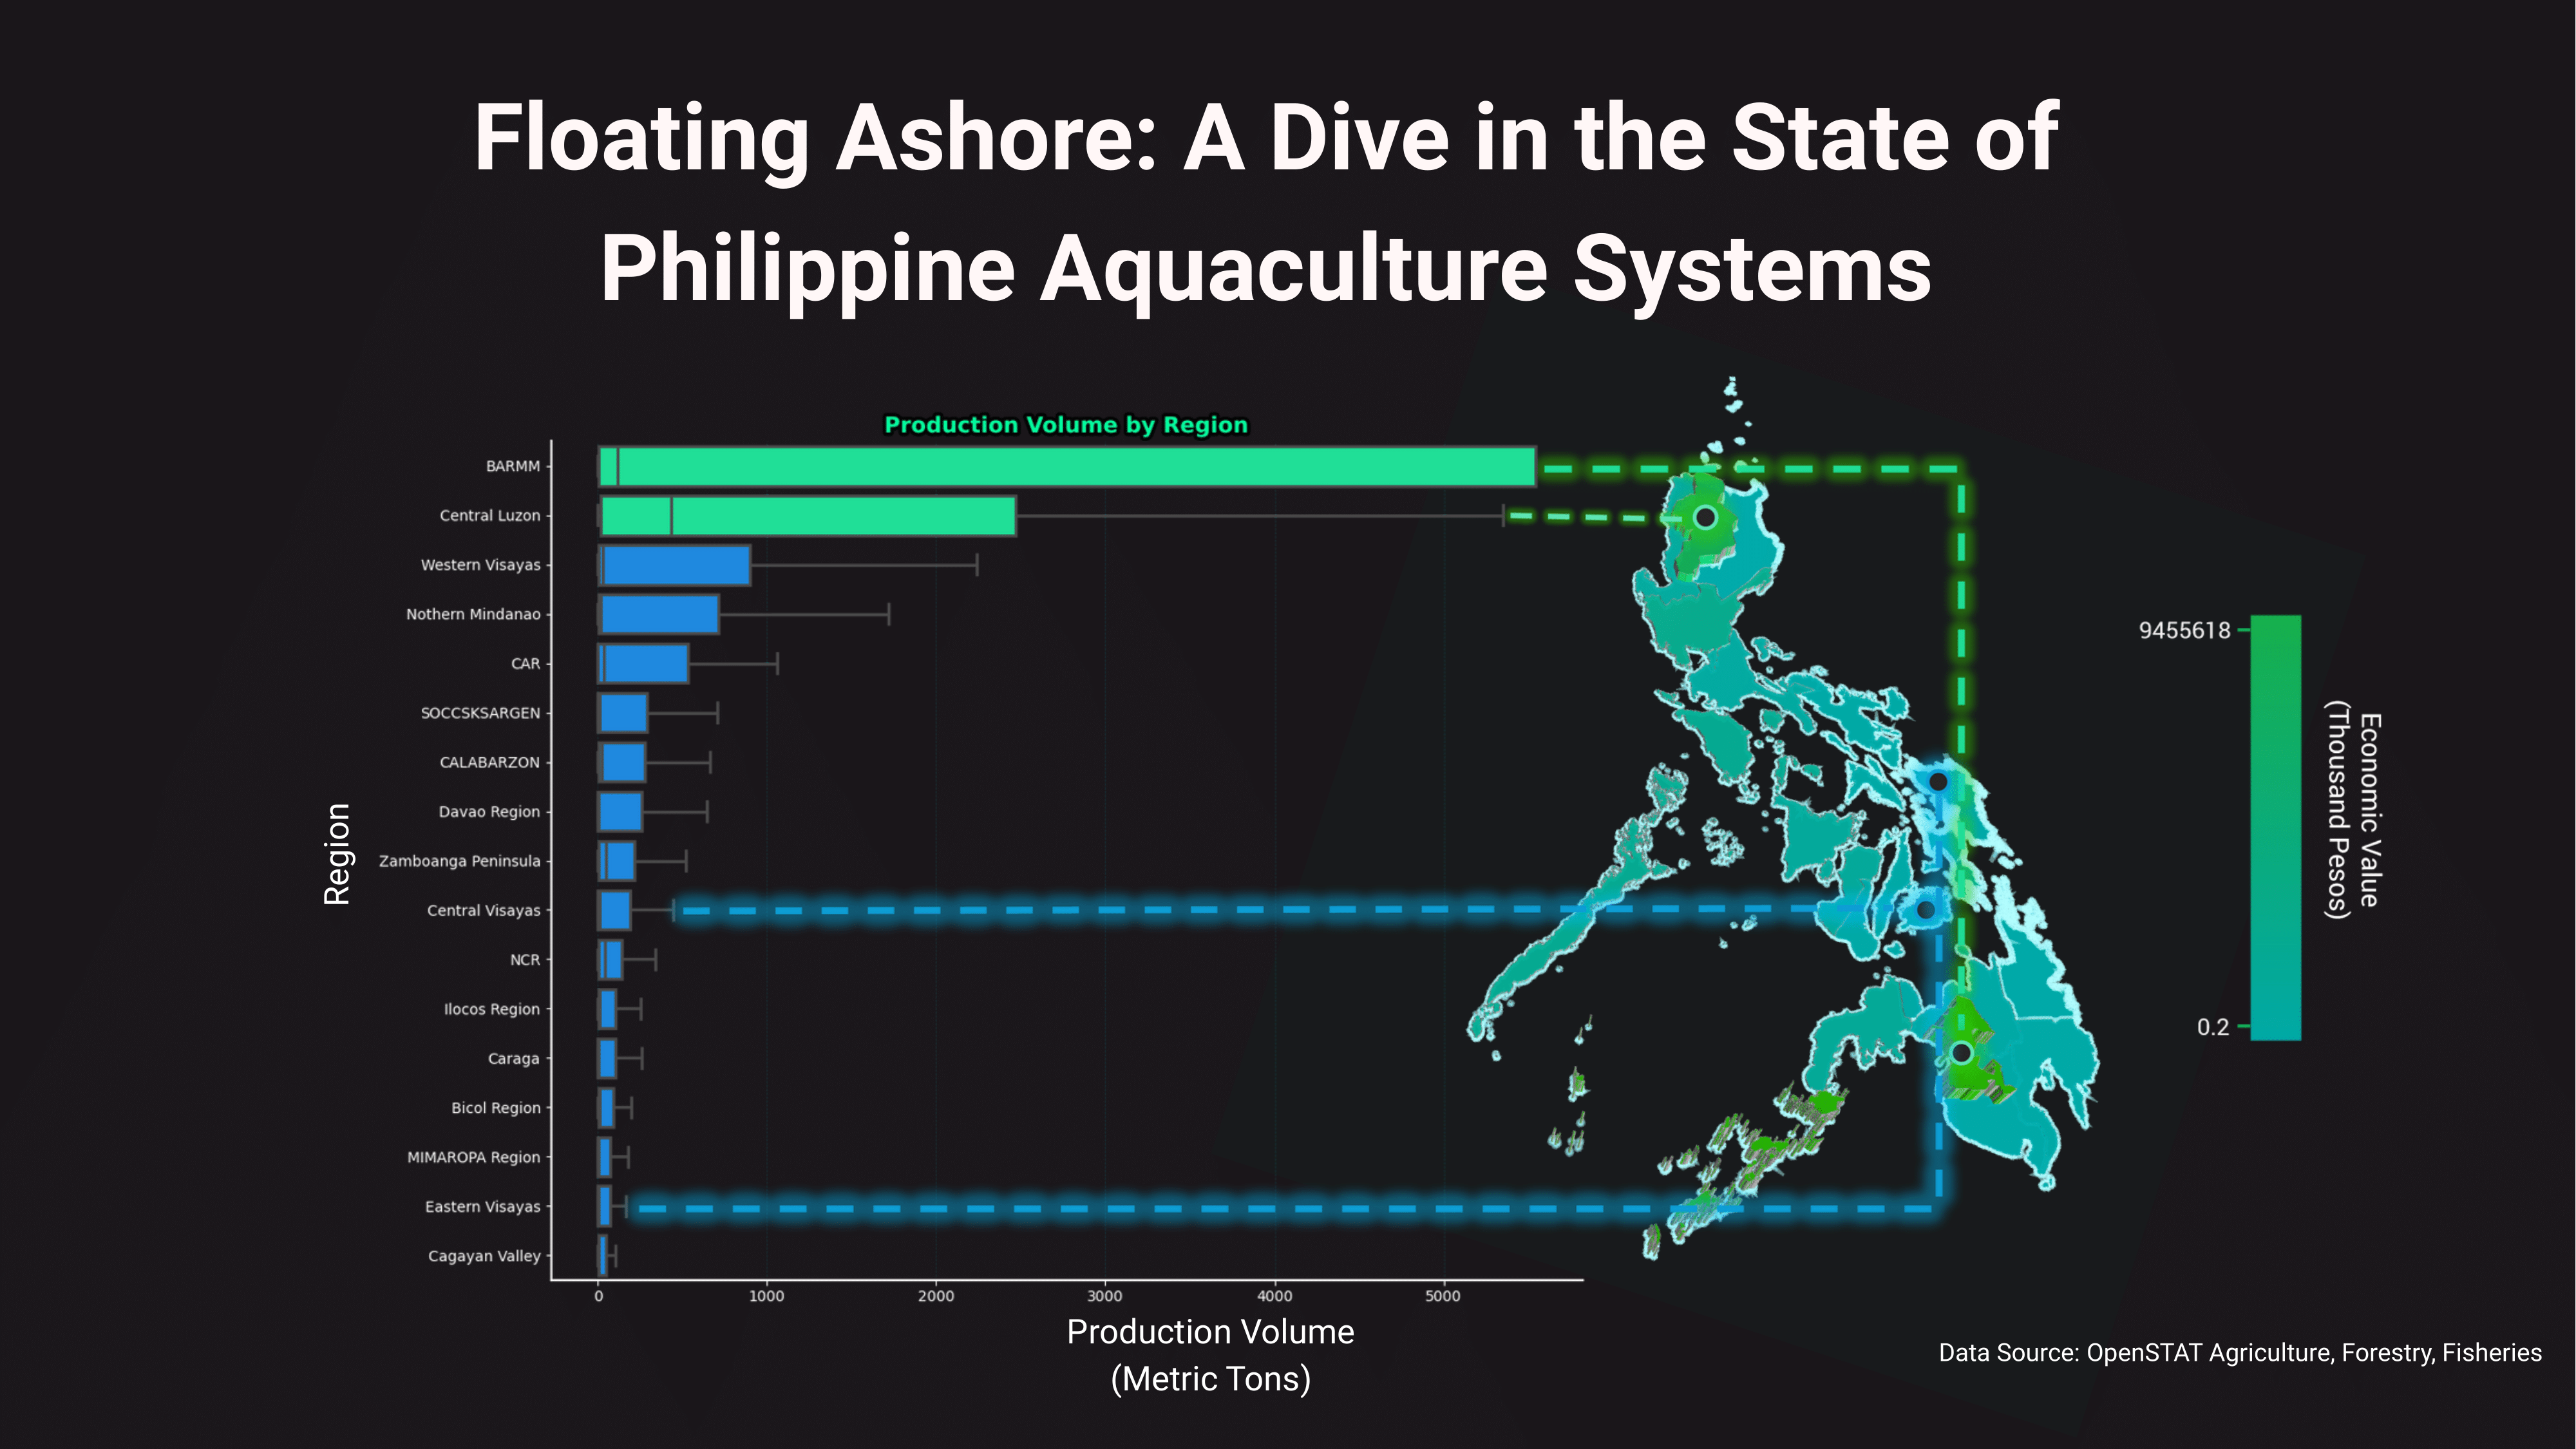 Floating Ashore: A Dive in the State of
Philippine Aquaculture Systems
Production Volume by Region
Region
BARMM
Central Luzon
Western Visayas
Nothern Mindanao
CAR
SOCCSKSARGEN
CALABARZON
Davao Region
Zamboanga Peninsula
Central Visayas
NCR
Ilocos Region
Caraga
Bicol Region
MIMAROPA Region
Eastern Visayas
Cagayan Valley
0 1000 2000 3000 4000 5000
Production Volume
(Metric Tons)
9455618
0.2
Economic Value
(Thousand Pesos)
Data Source: OpenSTAT Agriculture, Forestry, Fisheries